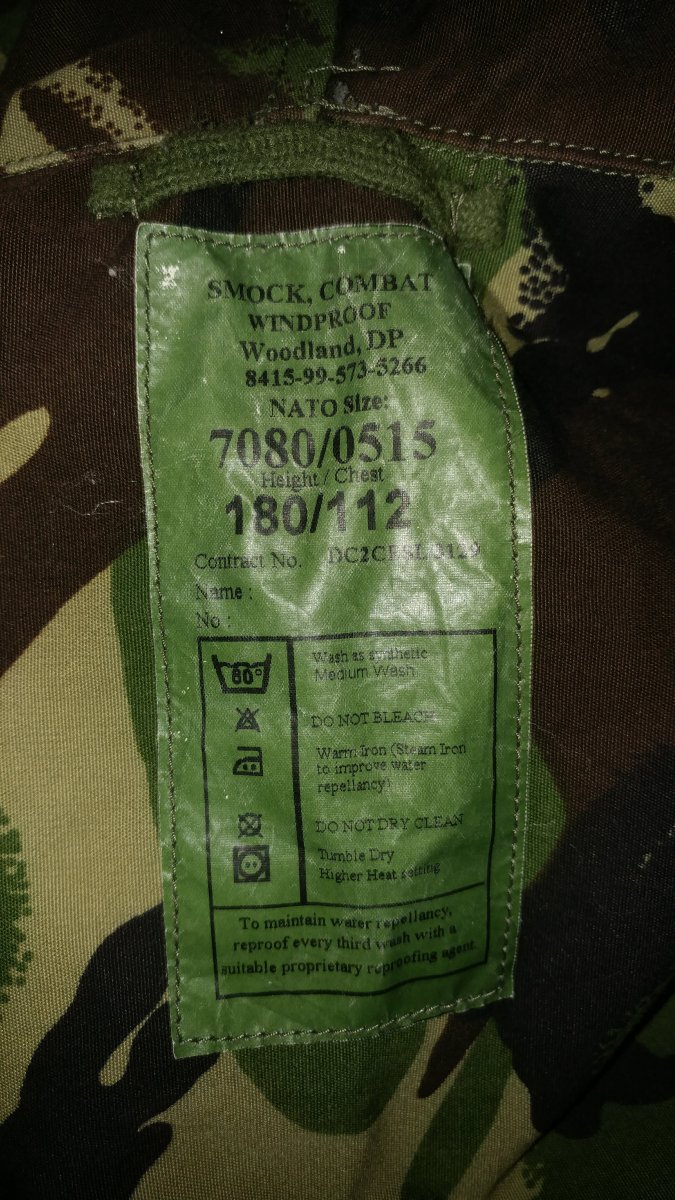 SMOCK, COMBAT
WINDPROOF
Woodland, DP
8415-99-573-5266
NATO Size:
7080/0515
Height / Chest
180/112
Contract No.
Name :
No :
60°
Wash as synthetic
Medium Wash
DO NOT BLEACH
Warm Iron (Steam Iron
to improve water
repellancy)
DO NOT DRY CLEAN
Tumble Dry
Higher Heat setting
To maintain water repellancy,
reproof every third wash with a
suitable proprietary reproofing agent.